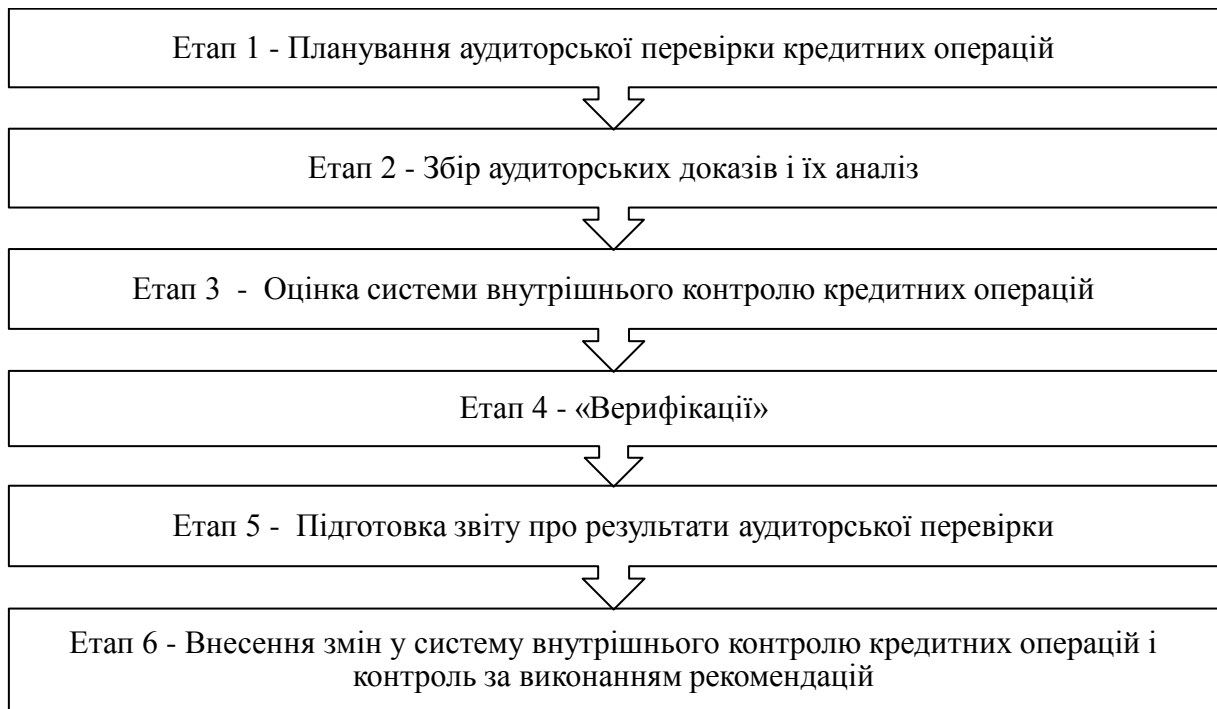 Етап 1 - Планування аудиторської перевірки кредитних операцій
Етап 2 - Збір аудиторських доказів і їх аналіз
Етап 3 - Оцінка системи внутрішнього контролю кредитних операцій
Етап 4 - «Верифікації»
Етап 5 - Підготовка звіту про результати аудиторської перевірки
Етап 6 - Внесення змін у систему внутрішнього контролю кредитних операцій і
контроль за виконанням рекомендацій